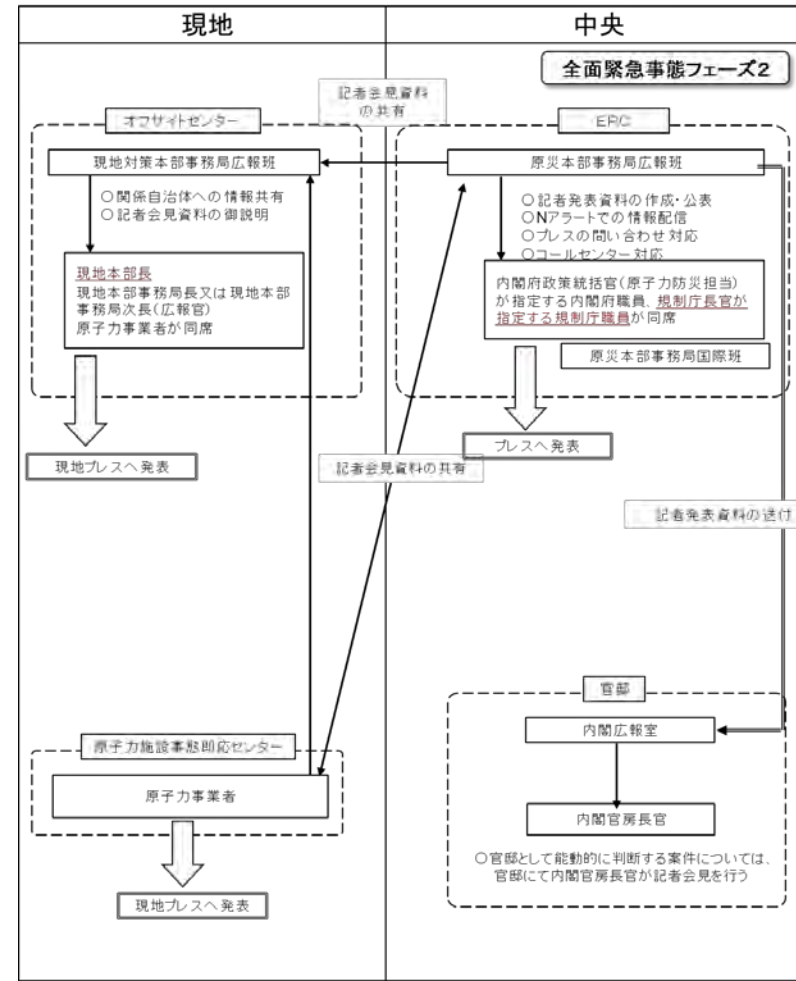 現地
中央
全面緊急事態フェーズ2
記者会見資料
の共有
オフサイトセンター
ERC
現地対策本部事務局広報班
原災本部事務局広報班
○関係自治体への情報共有
○記者会見資料の御説明
○記者発表資料の作成・公表
○Nアラートでの情報配信
○プレスの問い合わせ対応
○コールセンター対応
現地本部長
現地本部事務局長又は現地本部
事務局次長(広報官)
原子力事業者が同席
内閣府政策統括官(原子力防災担当)
が指定する内閣府職員、規制庁長官が
指定する規制庁職員が同席
原災本部事務局国際班
現地プレスへ発表
プレスへ発表
記者会見資料の共有
記者発表資料の送付
官邸
内閣広報室
原子力施設事態即応センター
原子力事業者
内閣官房長官
○官邸として能動的に判断する案件については、
官邸にて内閣官房長官が記者会見を行う
現地プレスへ発表